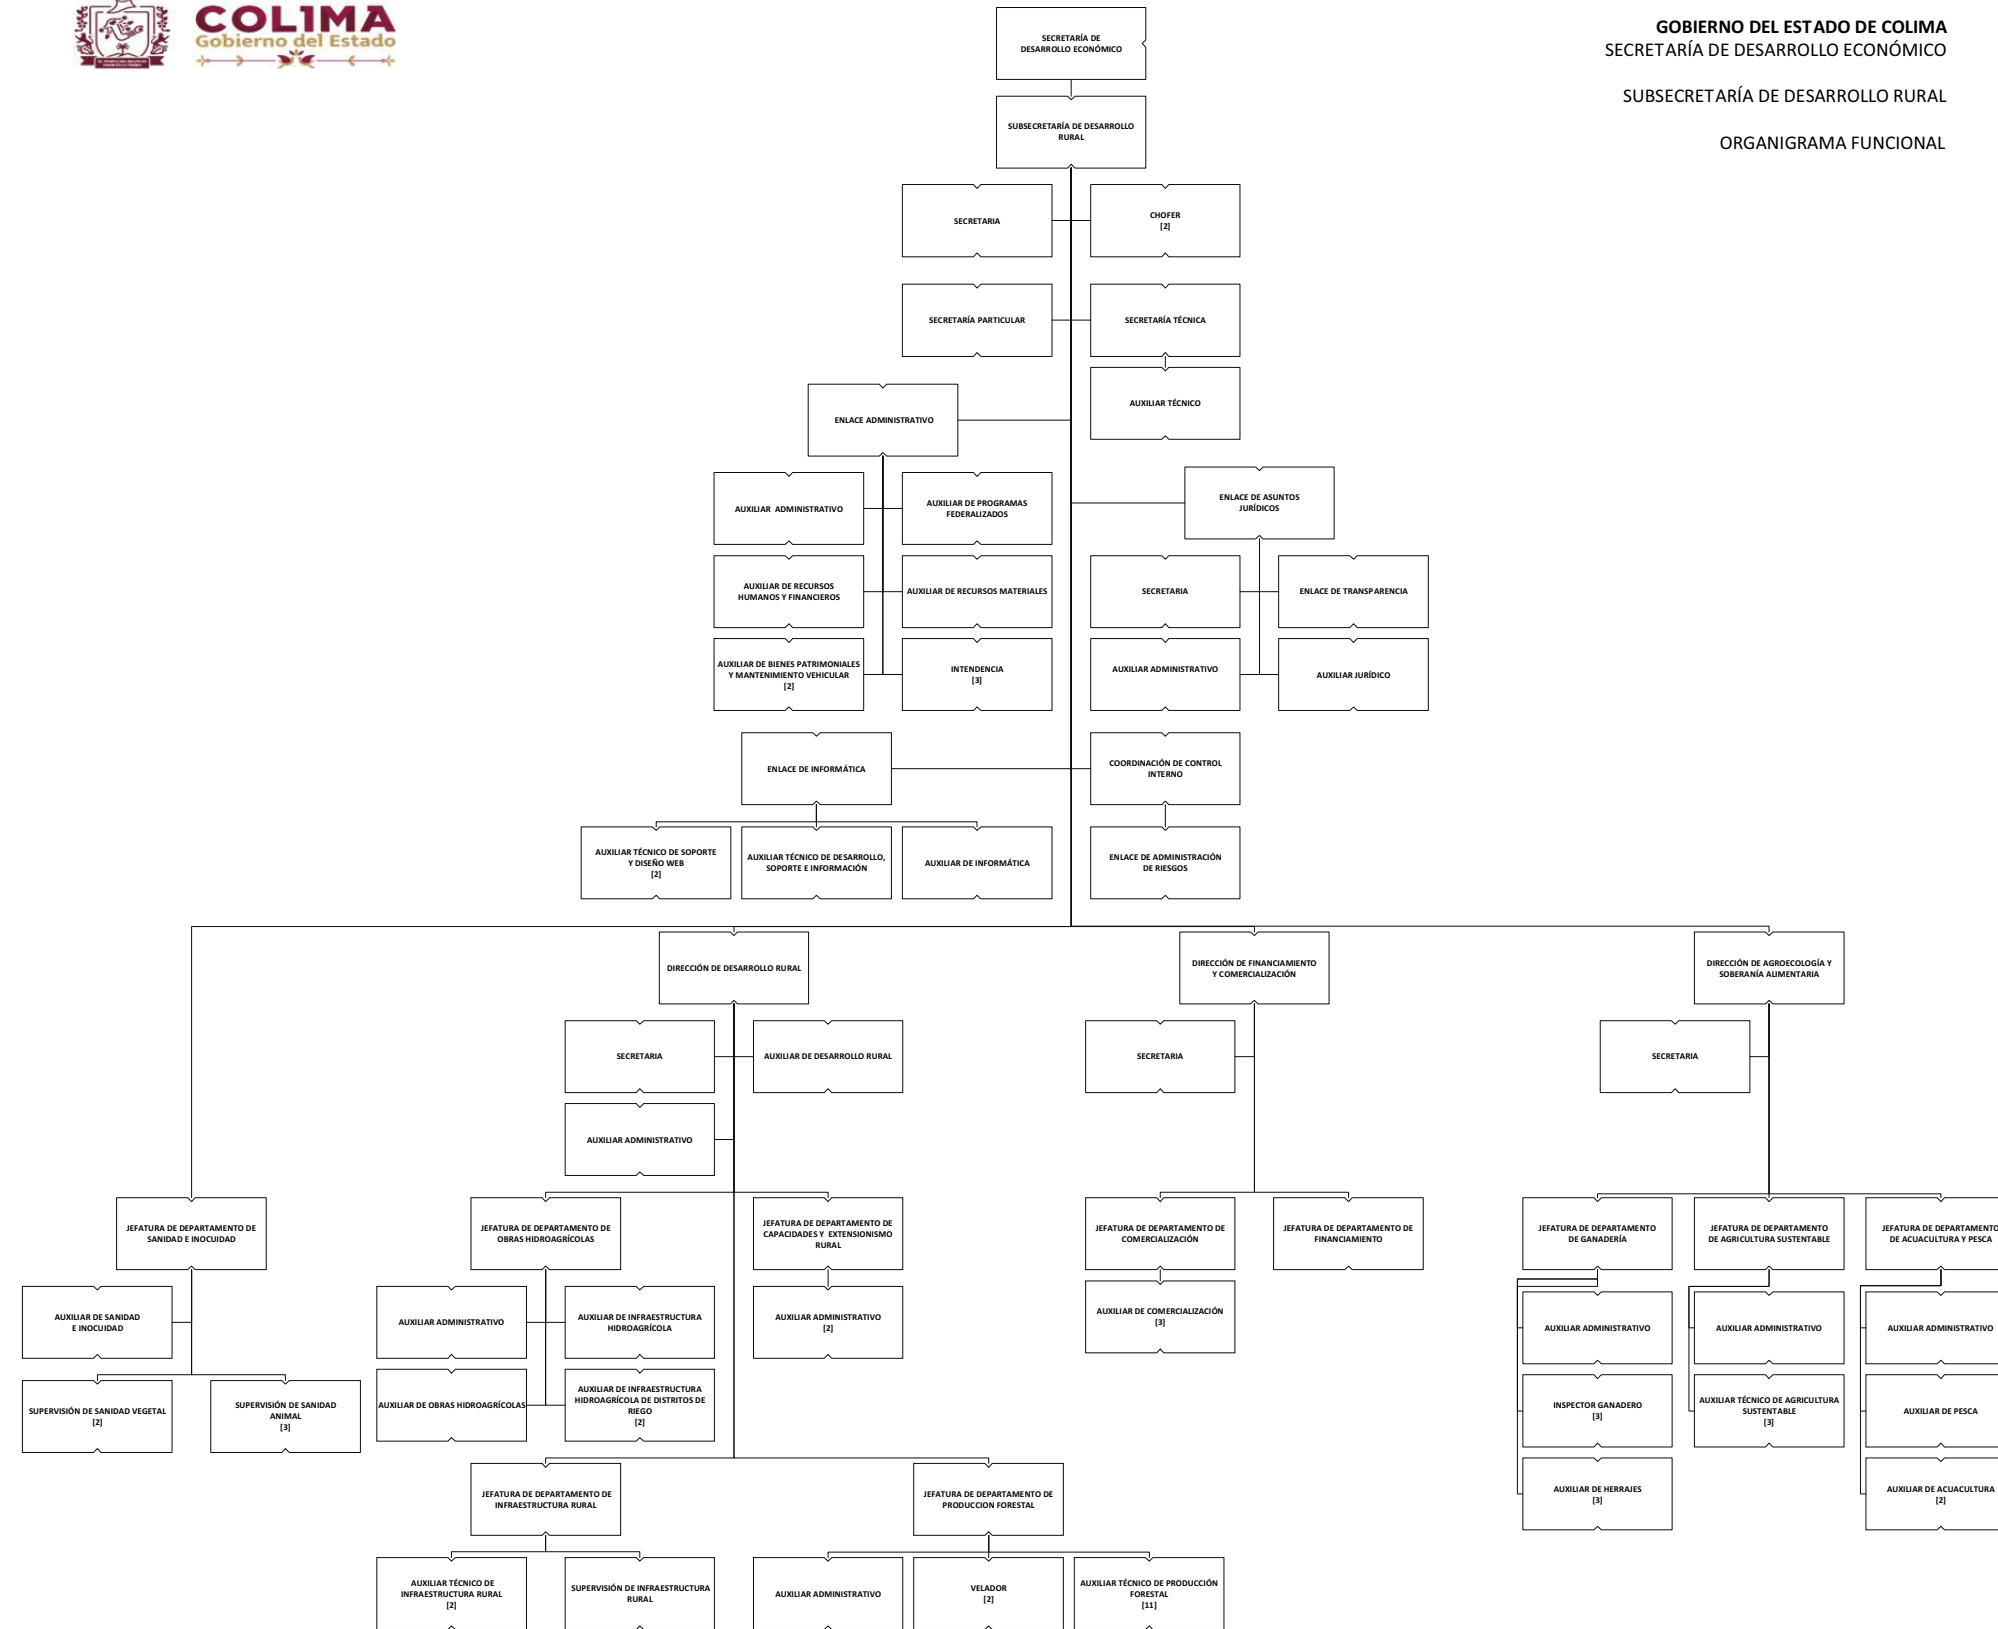 COLIMA
Gobierno del Estado
GOBIERNO DEL ESTADO DE COLIMA
SECRETARÍA DE DESARROLLO ECONÓMICO
SUBSECRETARÍA DE DESARROLLO RURAL
ORGANIGRAMA FUNCIONAL
SECRETARÍA DE
DESARROLLO ECONÓMICO
SUBSECRETARÍA DE DESARROLLO
RURAL
SECRETARIA
CHOFER
[2]
SECRETARÍA PARTICULAR
SECRETARÍA TÉCNICA
AUXILIAR TÉCNICO
ENLACE ADMINISTRATIVO
AUXILIAR ADMINISTRATIVO
AUXILIAR DE PROGRAMAS
FEDERALIZADOS
AUXILIAR DE RECURSOS
HUMANOS Y FINANCIEROS
AUXILIAR DE RECURSOS MATERIALES
AUXILIAR DE BIENES PATRIMONIALES
Y MANTENIMIENTO VEHICULAR
[2]
INTENDENCIA
[3]
ENLACE DE ASUNTOS
JURÍDICOS
SECRETARIA
ENLACE DE TRANSPARENCIA
AUXILIAR ADMINISTRATIVO
AUXILIAR JURÍDICO
ENLACE DE INFORMÁTICA
COORDINACIÓN DE CONTROL
INTERNO
AUXILIAR TÉCNICO DE SOPORTE
Y DISEÑO WEB
[2]
AUXILIAR TÉCNICO DE DESARROLLO,
SOPORTE E INFORMACIÓN
AUXILIAR DE INFORMÁTICA
ENLACE DE ADMINISTRACIÓN
DE RIESGOS
DIRECCIÓN DE DESARROLLO RURAL
DIRECCIÓN DE FINANCIAMIENTO
Y COMERCIALIZACIÓN
DIRECCIÓN DE AGROECOLOGÍA Y
SOBERANÍA ALIMENTARIA
SECRETARIA
AUXILIAR DE DESARROLLO RURAL
SECRETARIA
SECRETARIA
AUXILIAR ADMINISTRATIVO
JEFATURA DE DEPARTAMENTO DE
SANIDAD E INOCUIDAD
JEFATURA DE DEPARTAMENTO DE
OBRAS HIDROAGRÍCOLAS
JEFATURA DE DEPARTAMENTO DE
CAPACIDADES Y EXTENSIONISMO
RURAL
JEFATURA DE DEPARTAMENTO DE
COMERCIALIZACIÓN
JEFATURA DE DEPARTAMENTO DE
FINANCIAMIENTO
JEFATURA DE DEPARTAMENTO
DE GANADERÍA
JEFATURA DE DEPARTAMENTO
DE AGRICULTURA SUSTENTABLE
JEFATURA DE DEPARTAMENTO
DE ACUACULTURA Y PESCA
AUXILIAR DE SANIDAD
E INOCUIDAD
AUXILIAR ADMINISTRATIVO
AUXILIAR DE INFRAESTRUCTURA
HIDROAGRÍCOLA
AUXILIAR ADMINISTRATIVO
[2]
AUXILIAR DE COMERCIALIZACIÓN
[3]
AUXILIAR ADMINISTRATIVO
AUXILIAR ADMINISTRATIVO
AUXILIAR ADMINISTRATIVO
SUPERVISIÓN DE SANIDAD VEGETAL
[2]
SUPERVISIÓN DE SANIDAD
ANIMAL
[3]
AUXILIAR DE OBRAS HIDROAGRÍCOLAS
AUXILIAR DE INFRAESTRUCTURA
HIDROAGRÍCOLA DE DISTRITOS DE
RIEGO
[2]
INSPECTOR GANADERO
[3]
AUXILIAR TÉCNICO DE AGRICULTURA
SUSTENTABLE
[3]
AUXILIAR DE PESCA
JEFATURA DE DEPARTAMENTO DE
INFRAESTRUCTURA RURAL
JEFATURA DE DEPARTAMENTO DE
PRODUCCION FORESTAL
AUXILIAR DE HERRAJES
[3]
AUXILIAR DE ACUACULTURA
[2]
AUXILIAR TÉCNICO DE
INFRAESTRUCTURA RURAL
[2]
SUPERVISIÓN DE INFRAESTRUCTURA
RURAL
AUXILIAR ADMINISTRATIVO
VELADOR
[2]
AUXILIAR TÉCNICO DE PRODUCCIÓN
FORESTAL
[11]